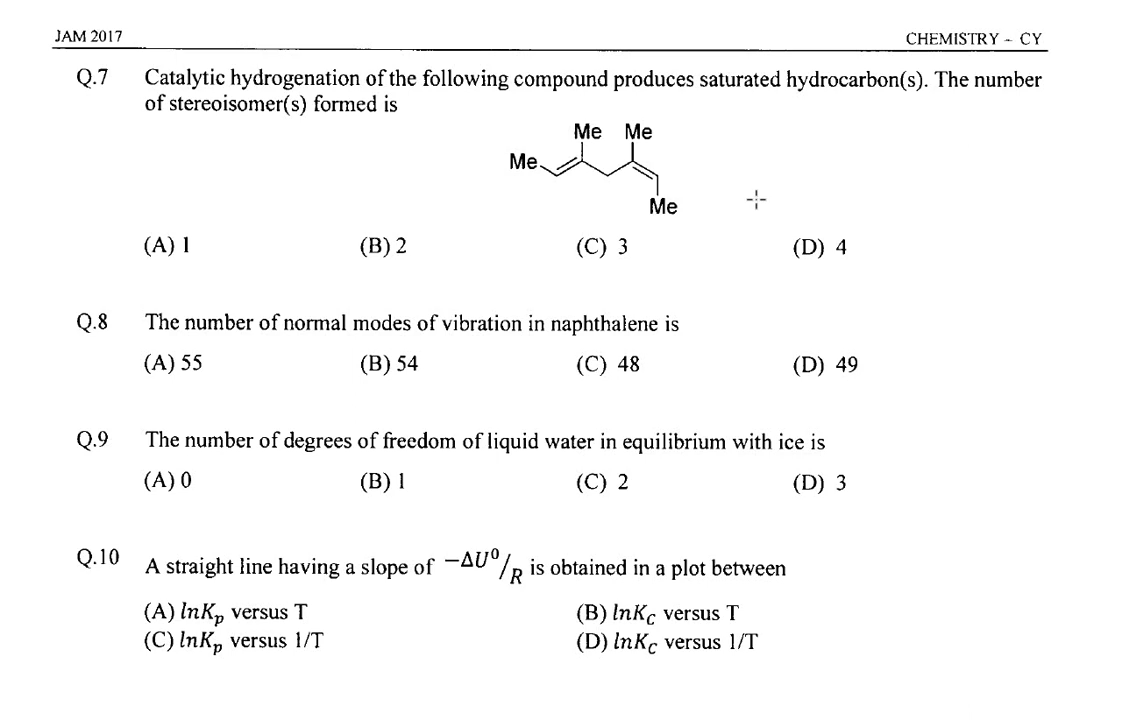 JAM 2017 CHEMISTRY - CY
Q.7 Catalytic hydrogenation of the following compound produces saturated hydrocarbon(s). The number
of stereoisomer(s) formed is
Me Me
Me
Me
(A) 1 (B) 2 (C) 3 (D) 4
Q.8 The number of normal modes of vibration in naphthalene is
(A) 55 (B) 54 (C) 48 (D) 49
Q.9 The number of degrees of freedom of liquid water in equilibrium with ice is
(A) 0 (B) 1 (C) 2 (D) 3
Q.10 A straight line having a slope of −ΔU⁰/R is obtained in a plot between
(A) lnKₚ versus T (B) lnK_C versus T
(C) lnKₚ versus 1/T (D) lnK_C versus 1/T